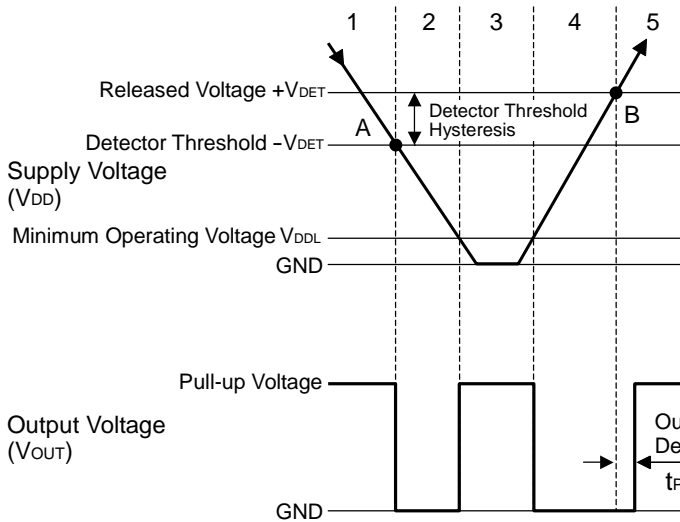 1 2 3 4 5
Released Voltage +VDET
A
Detector Threshold
Hysteresis
B
Detector Threshold –VDET
Supply Voltage
(VDD)
Minimum Operating Voltage VDDL
GND
Pull-up Voltage
Output Voltage
(VOUT)
GND